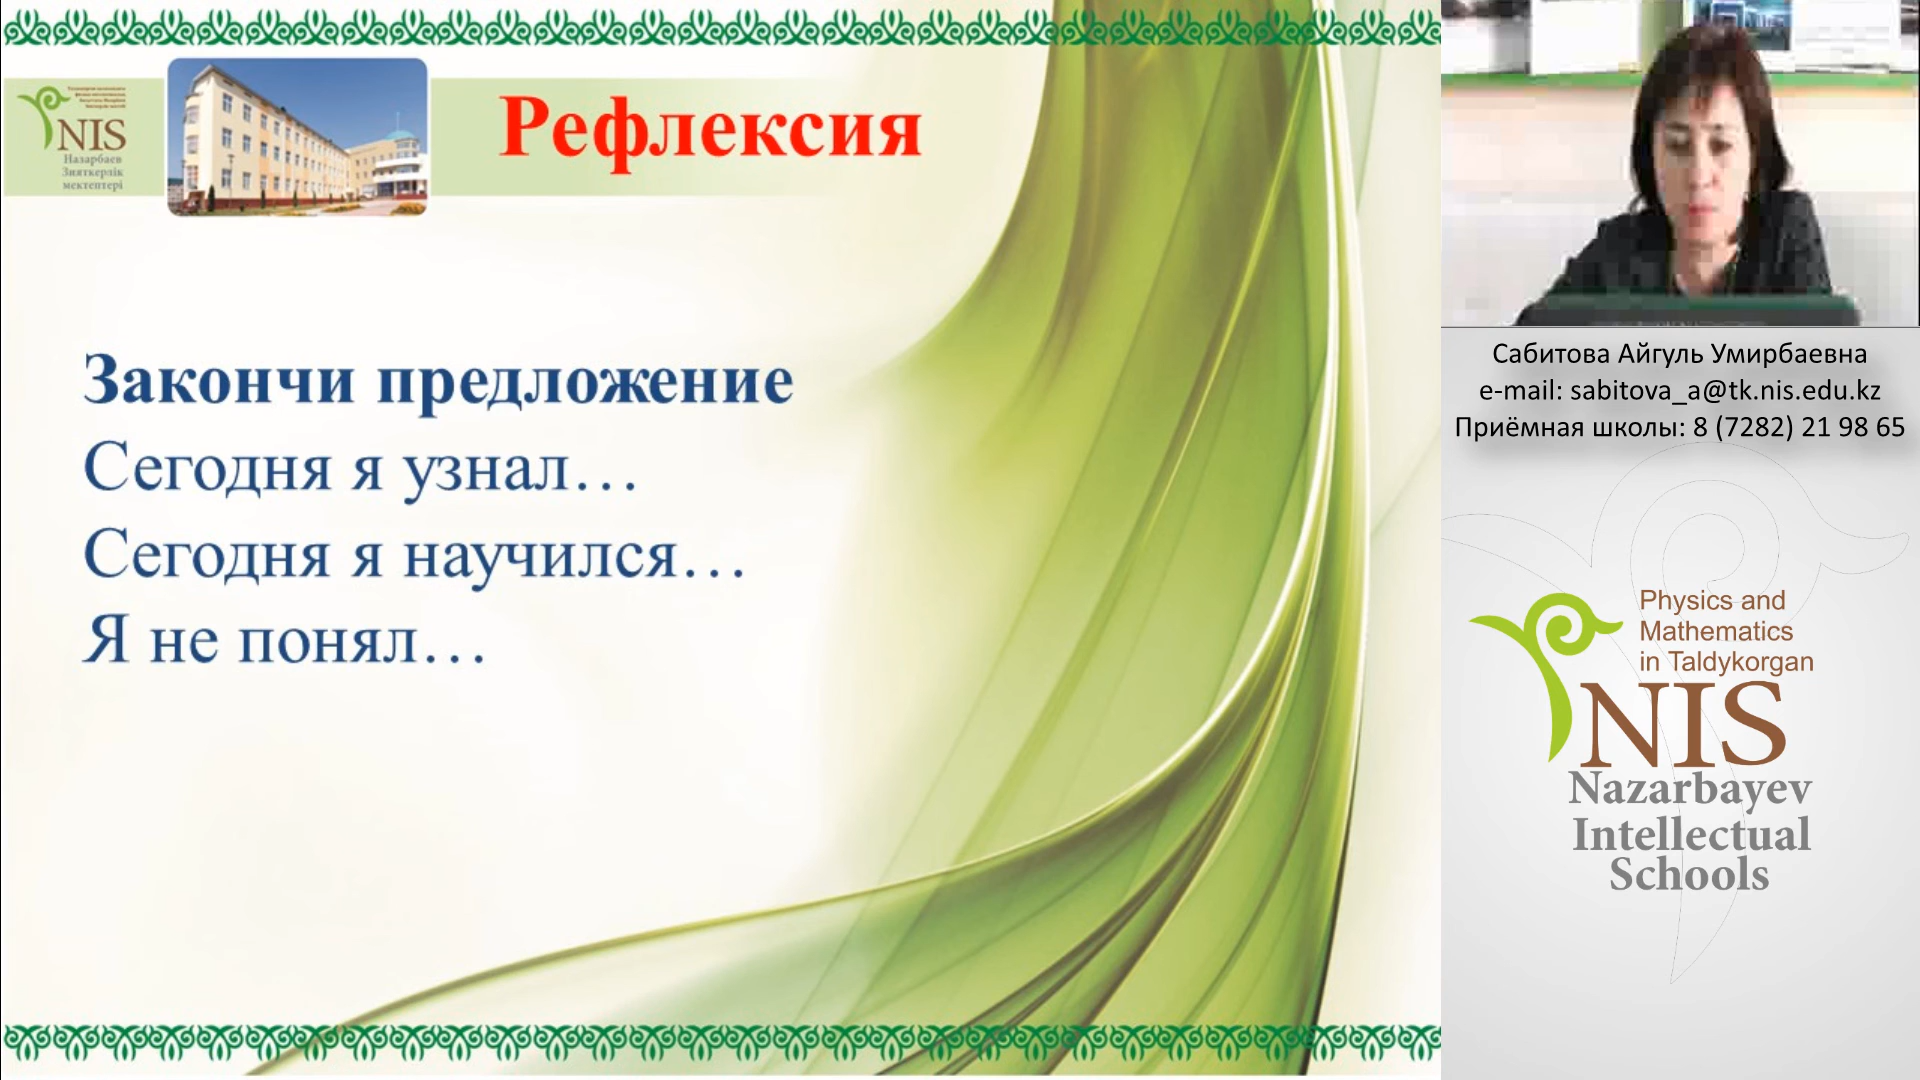 NIS
Назарбаев
Зияткерлік
мектептері
Рефлексия
Закончи предложение
Сегодня я узнал…
Сегодня я научился…
Я не понял…
Сабитова Айгуль Умирбаевна
e-mail: sabitova_a@tk.nis.edu.kz
Приёмная школы: 8 (7282) 21 98 65
Physics and
Mathematics
in Taldykorgan
NIS
Nazarbayev
Intellectual
Schools